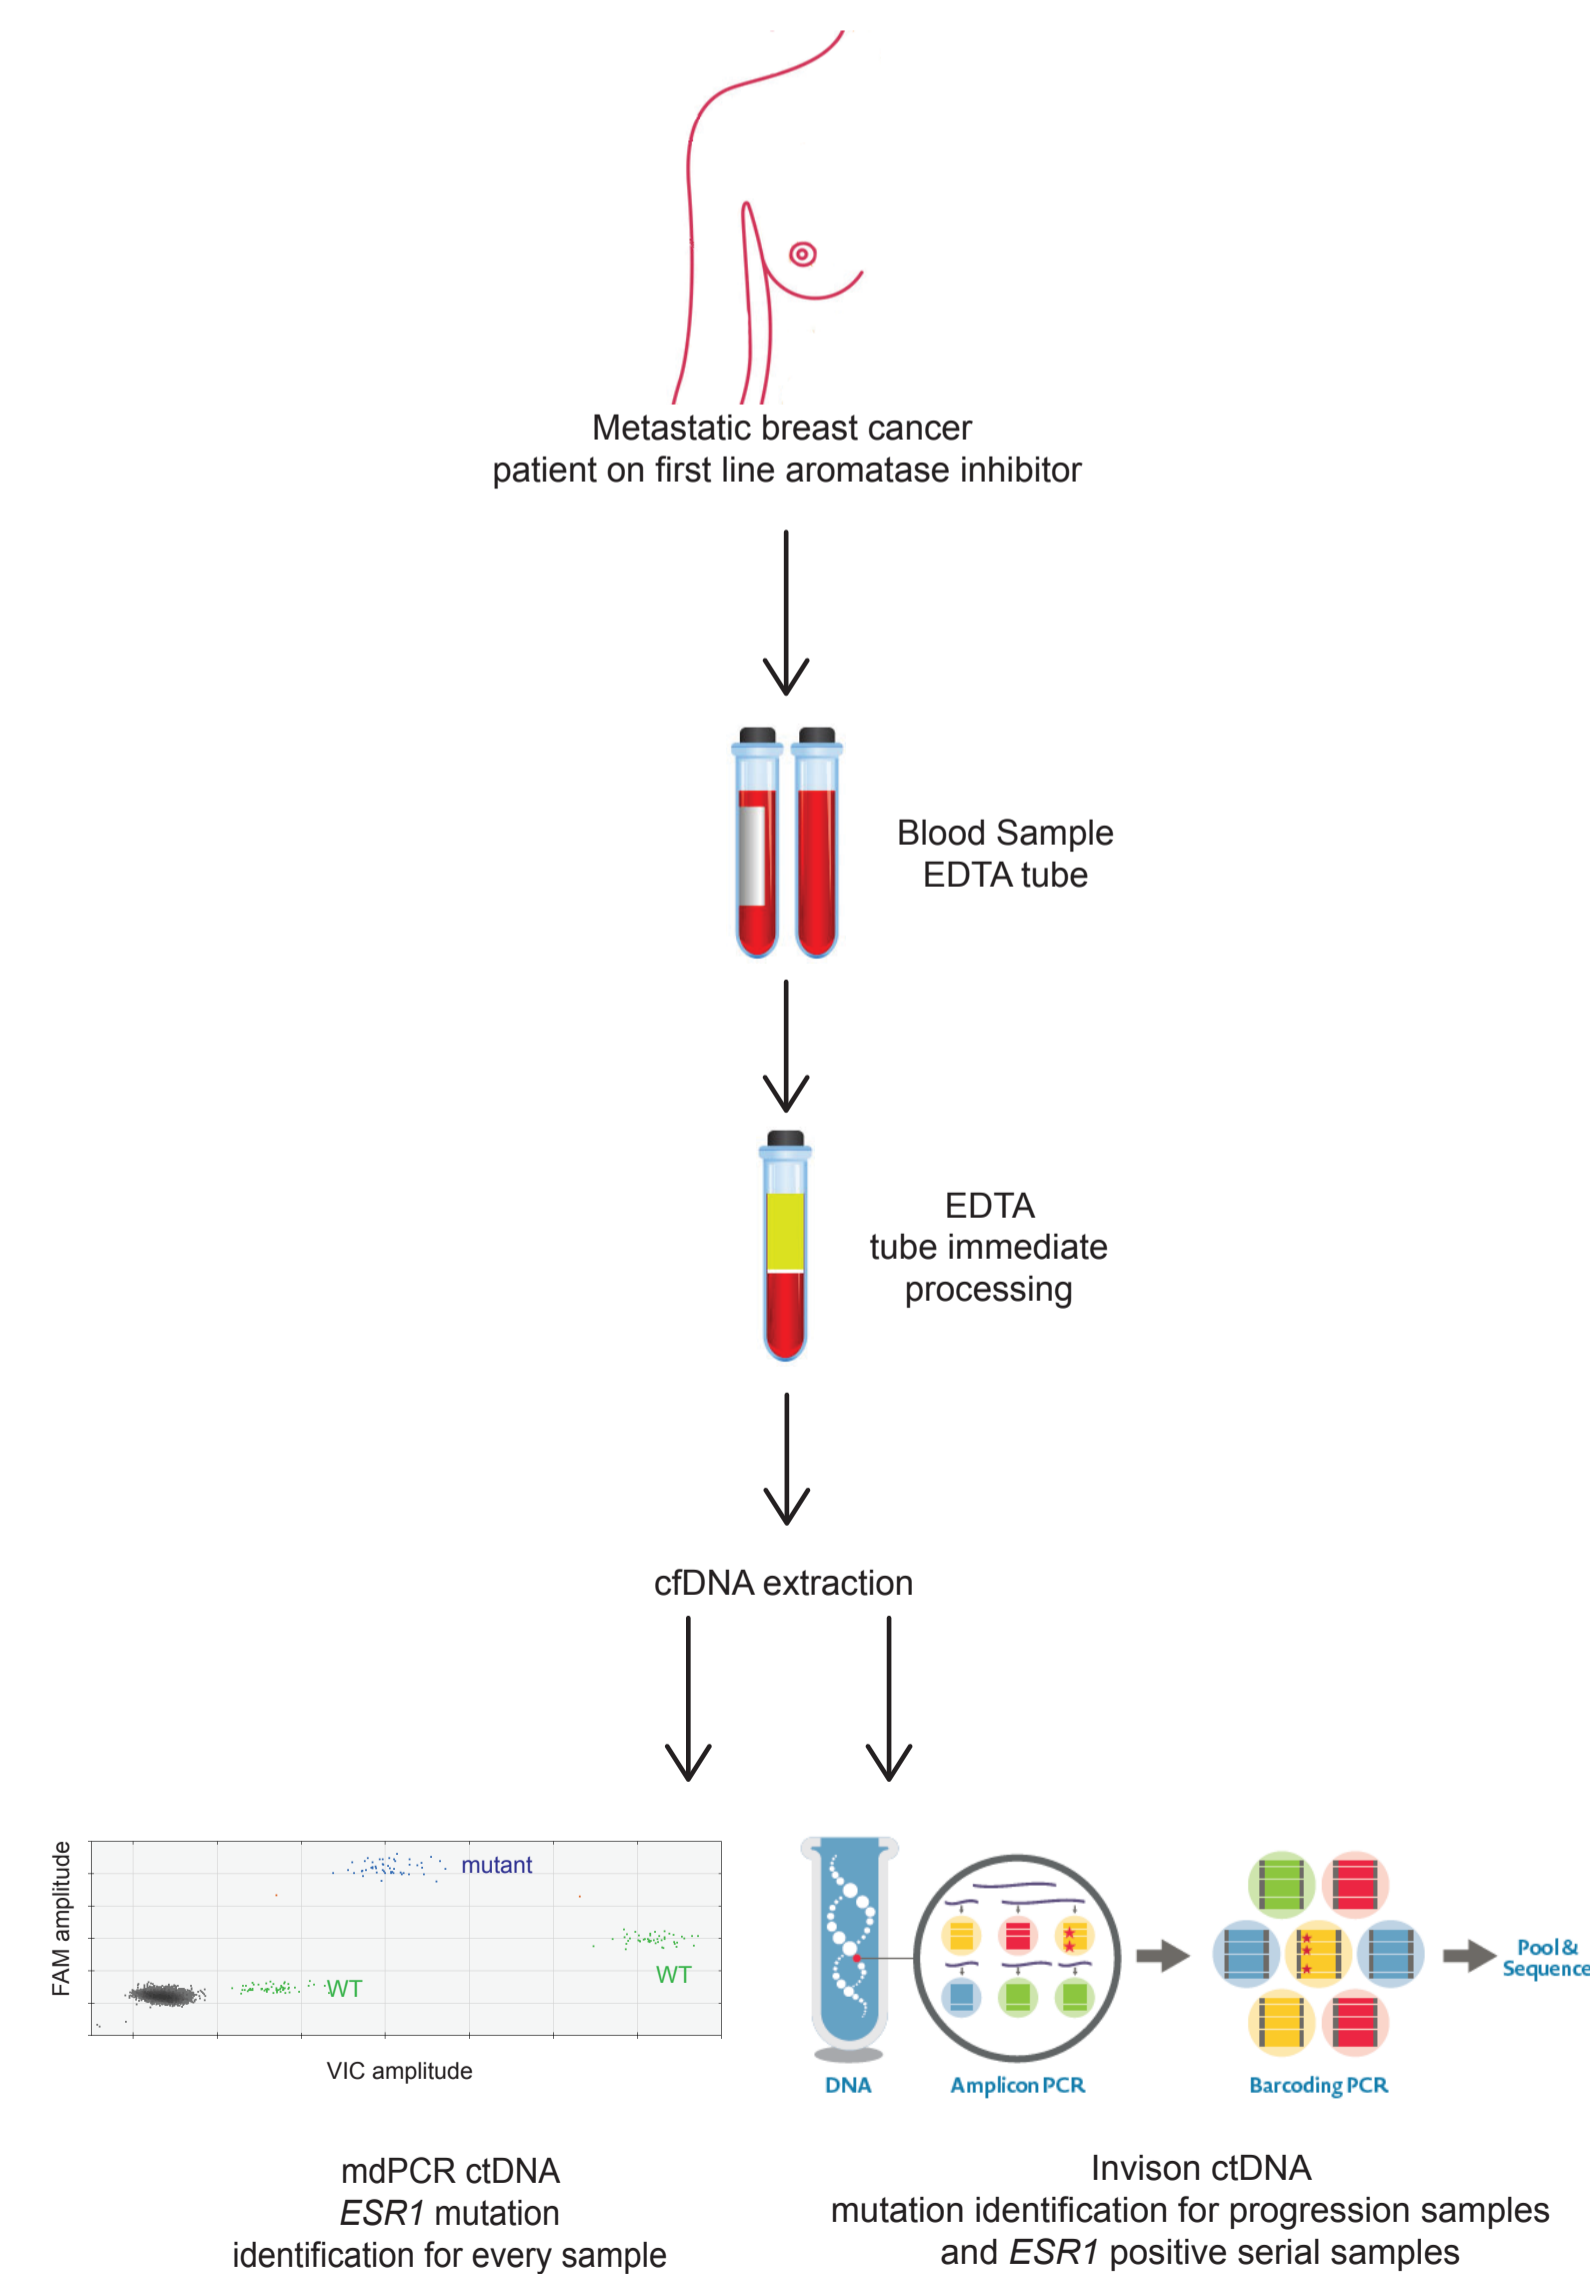 Metastatic breast cancer
patient on first line aromatase inhibitor
Blood Sample
EDTA tube
EDTA
tube immediate
processing
cfDNA extraction
FAM amplitude
mutant
WT
WT
VIC amplitude
mdPCR ctDNA
ESR1 mutation
identification for every sample
DNA
Amplicon PCR
Barcoding PCR
Pool &
Sequence
Invison ctDNA
mutation identification for progression samples
and ESR1 positive serial samples